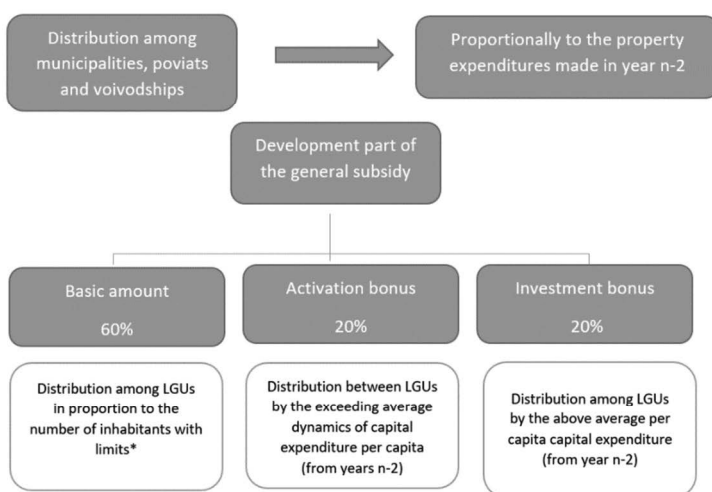 Distribution among
municipalities, poviats
and voivodships
Proportionally to the property
expenditures made in year n-2
Development part of
the general subsidy
Basic amount
60%
Activation bonus
20%
Investment bonus
20%
Distribution among LGUs
in proportion to the
number of inhabitants with
limits*
Distribution between LGUs
by the exceeding average
dynamics of capital
expenditure per capita
(from years n-2)
Distribution among LGUs
by the above average per
capita capital expenditure
(from year n-2)